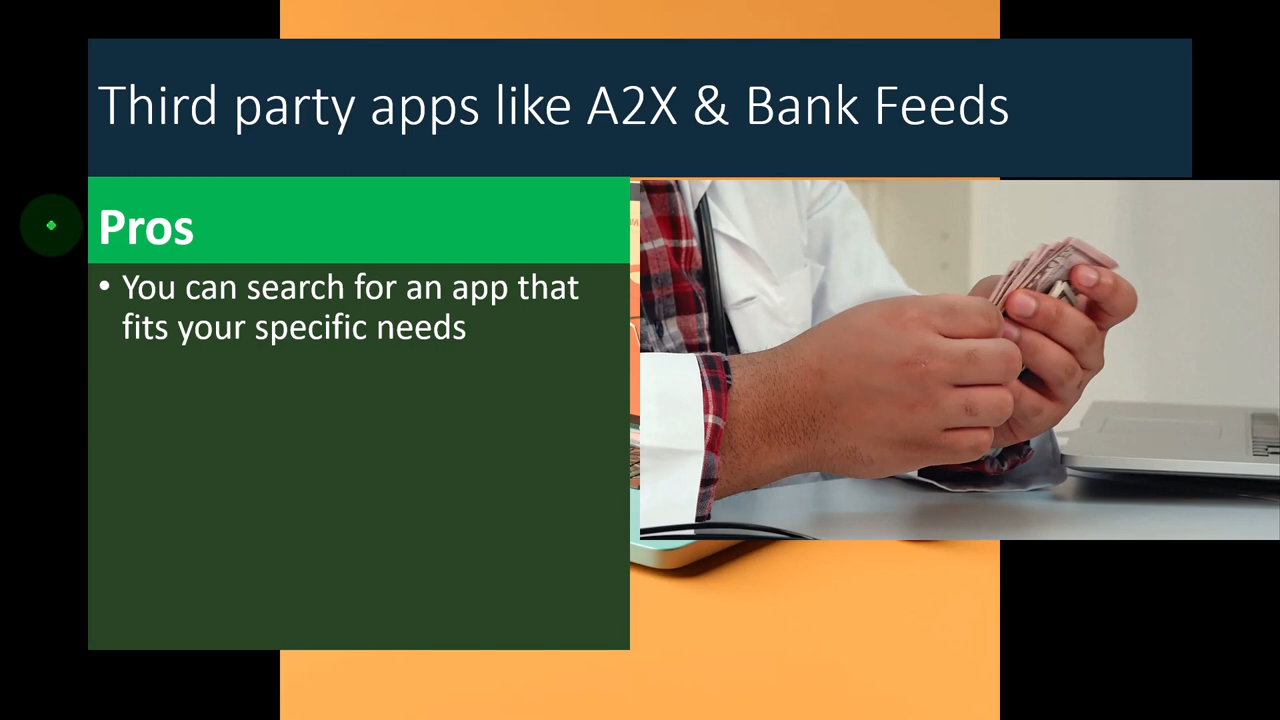 Third party apps like A2X & Bank Feeds
Pros
• You can search for an app that
fits your specific needs